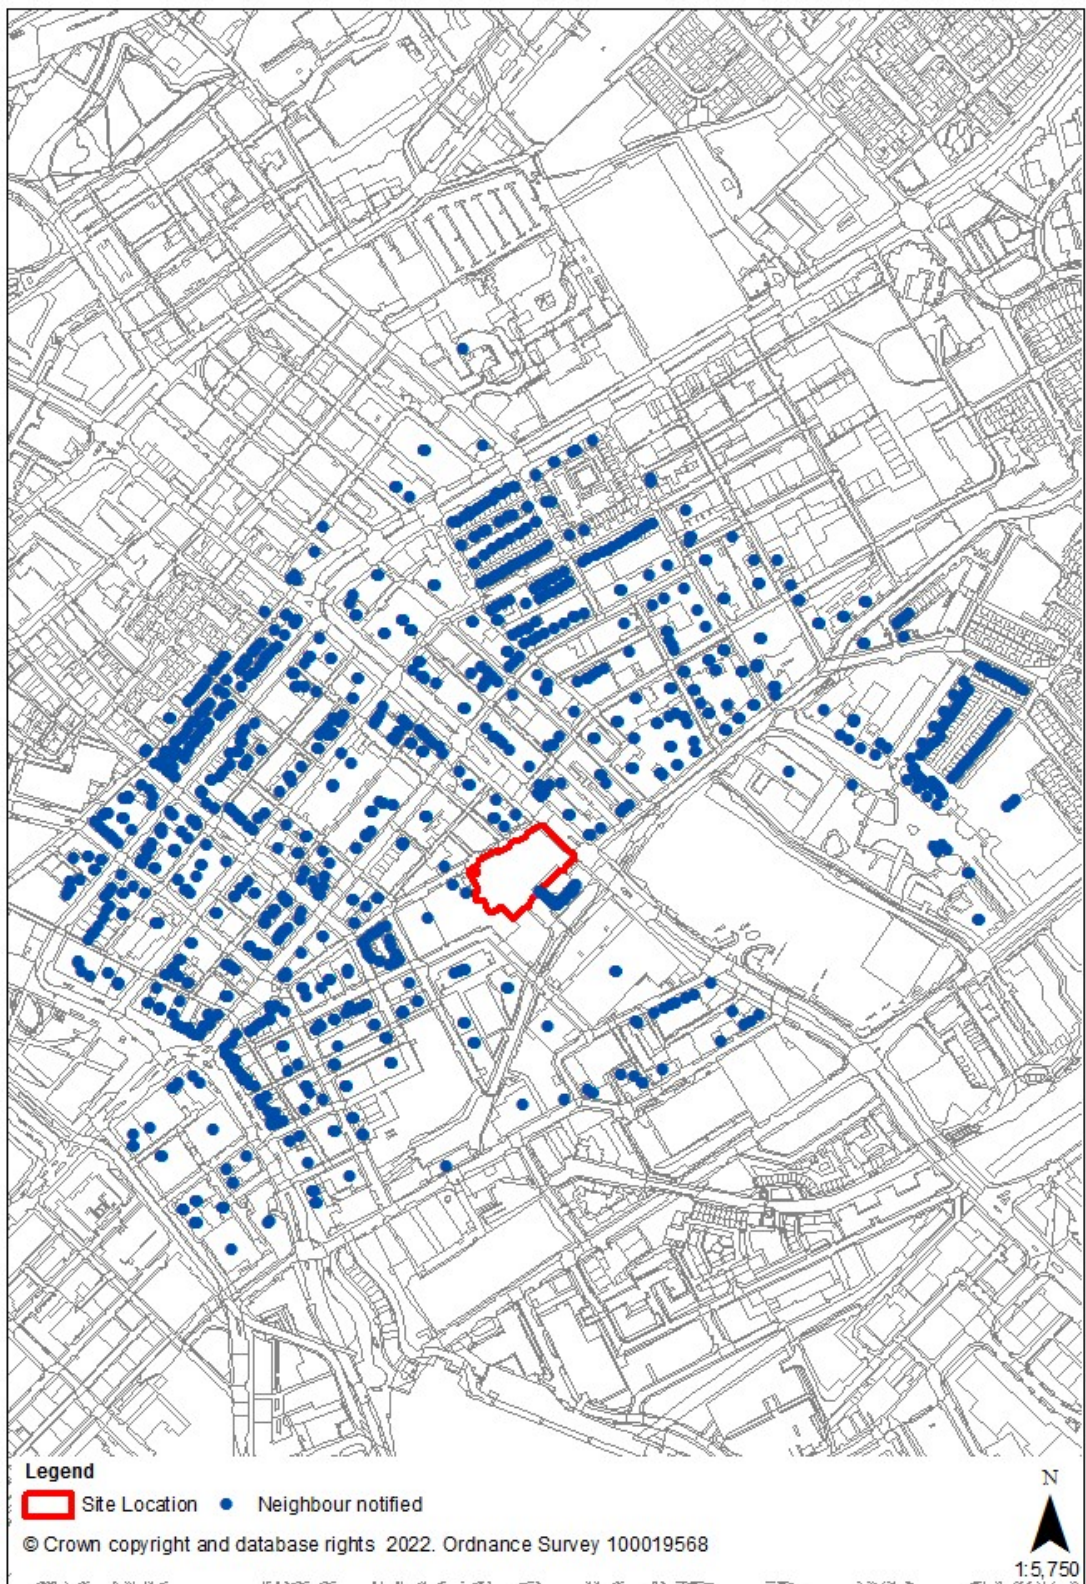 Legend
Site Location
Neighbour notified
N
© Crown copyright and database rights 2022. Ordnance Survey 100019568
1:5,750